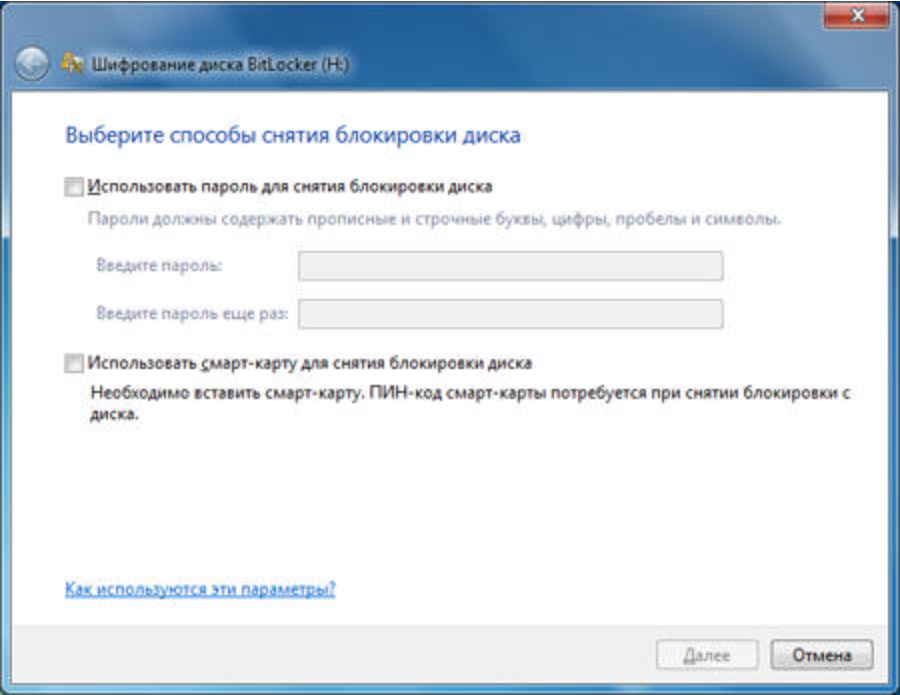 Шифрование диска BitLocker (H:)
Выберите способы снятия блокировки диска
Использовать пароль для снятия блокировки диска
Пароли должны содержать прописные и строчные буквы, цифры, пробелы и символы.
Введите пароль:
Введите пароль еще раз:
Использовать смарт-карту для снятия блокировки диска
Необходимо вставить смарт-карту. ПИН-код смарт-карты потребуется при снятии блокировки с
диска.
Как используются эти параметры?
Далее Отмена